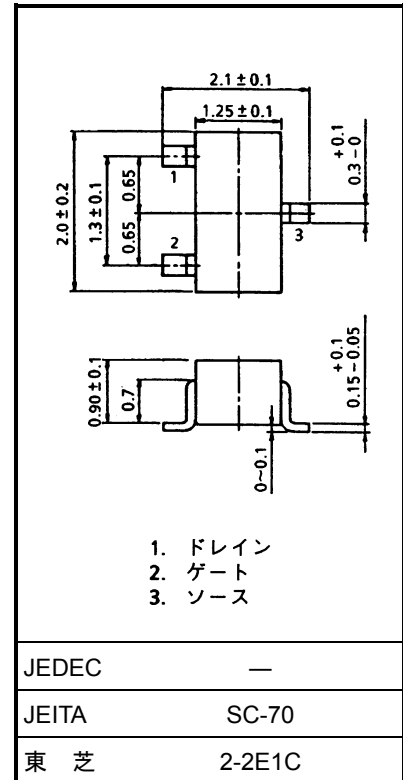 2.1±0.1
1.25±0.1
+0.1
0.3-0
2.0±0.2
1.3±0.1
0.65
0.65
1
2
3
0.90±0.1
0.7
0~0.1
+0.1
0.15-0.05
1. ドレイン
2. ゲート
3. ソース
JEDEC —
JEITA SC-70
東 芝 2-2E1C